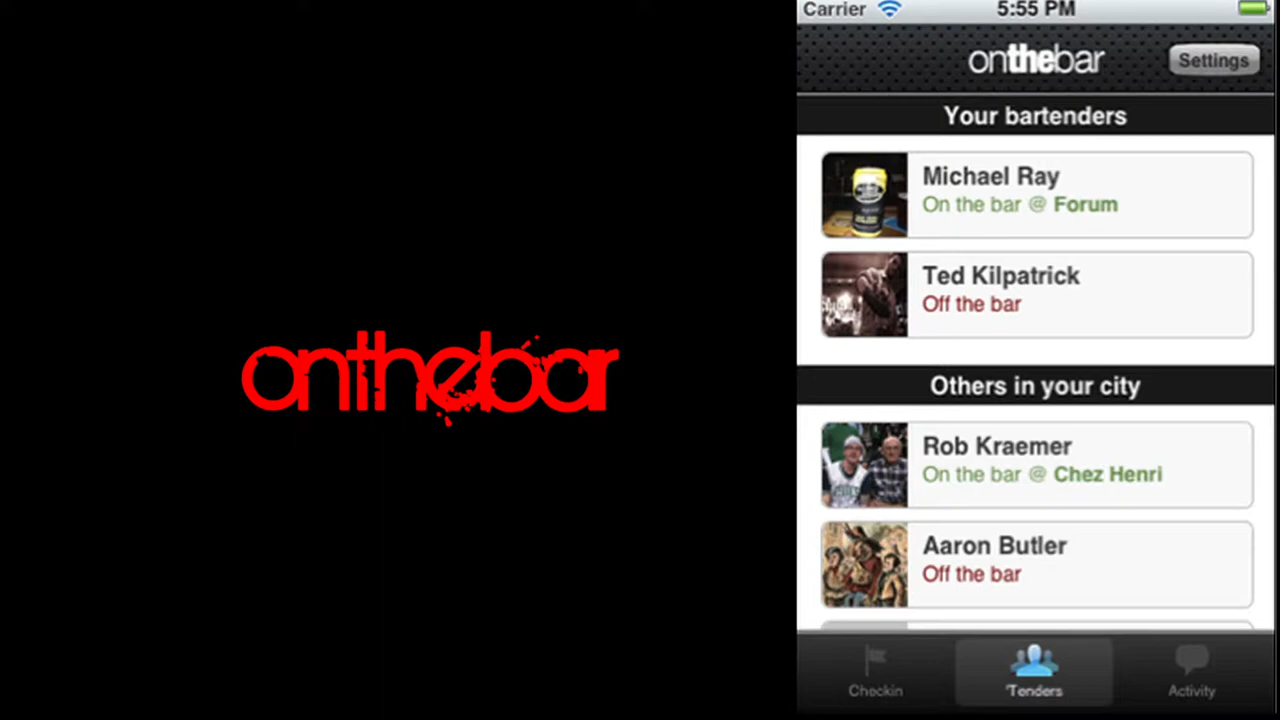 onthebar
Carrier 5:55 PM
onthebar Settings
Your bartenders
Michael Ray
On the bar @ Forum
Ted Kilpatrick
Off the bar
Others in your city
Rob Kraemer
On the bar @ Chez Henri
Aaron Butler
Off the bar
Checkin 'Tenders Activity